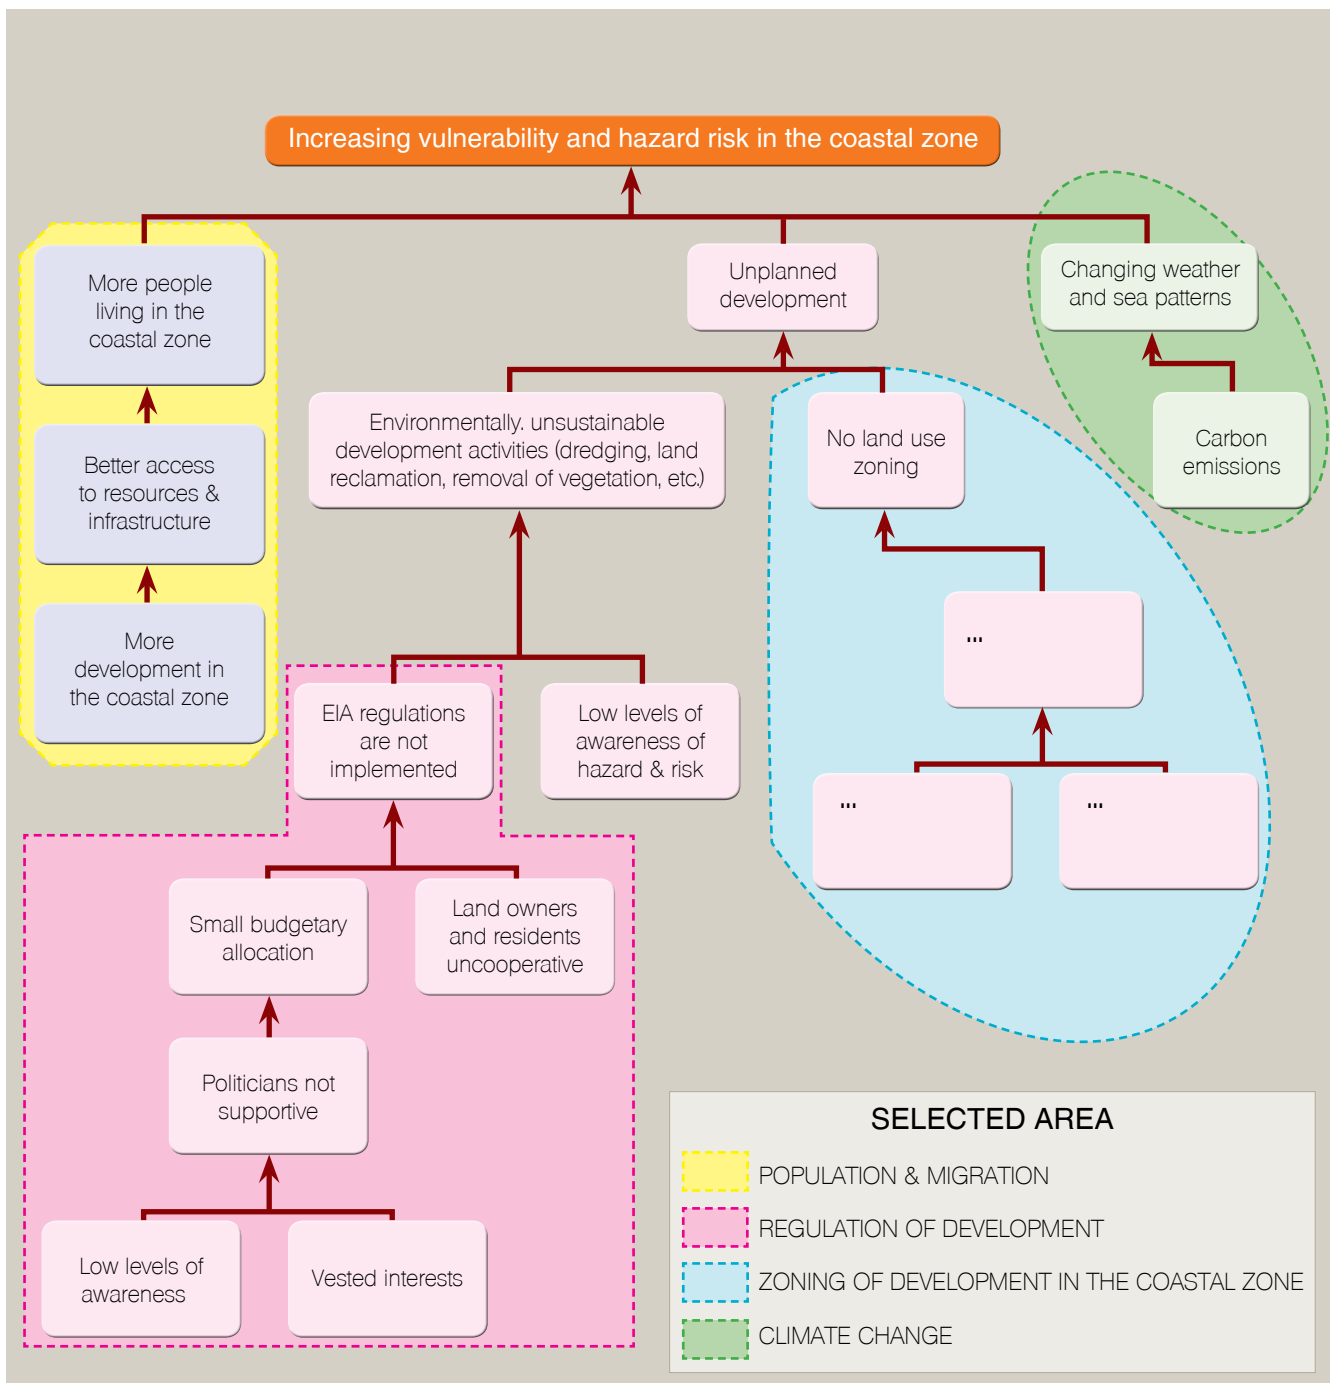 Increasing vulnerability and hazard risk in the coastal zone
More people
living in the
coastal zone
Unplanned
development
Changing weather
and sea patterns
Environmentally. unsustainable
development activities (dredging, land
reclamation, removal of vegetation, etc.)
No land use
zoning
Carbon
emissions
Better access
to resources &
infrastructure
...
More
development in
the coastal zone
EIA regulations
are not
implemented
Low levels of
awareness of
hazard & risk
...
...
Small budgetary
allocation
Land owners
and residents
uncooperative
Politicians not
supportive
Low levels of
awareness
Vested interests
SELECTED AREA
POPULATION & MIGRATION
REGULATION OF DEVELOPMENT
ZONING OF DEVELOPMENT IN THE COASTAL ZONE
CLIMATE CHANGE